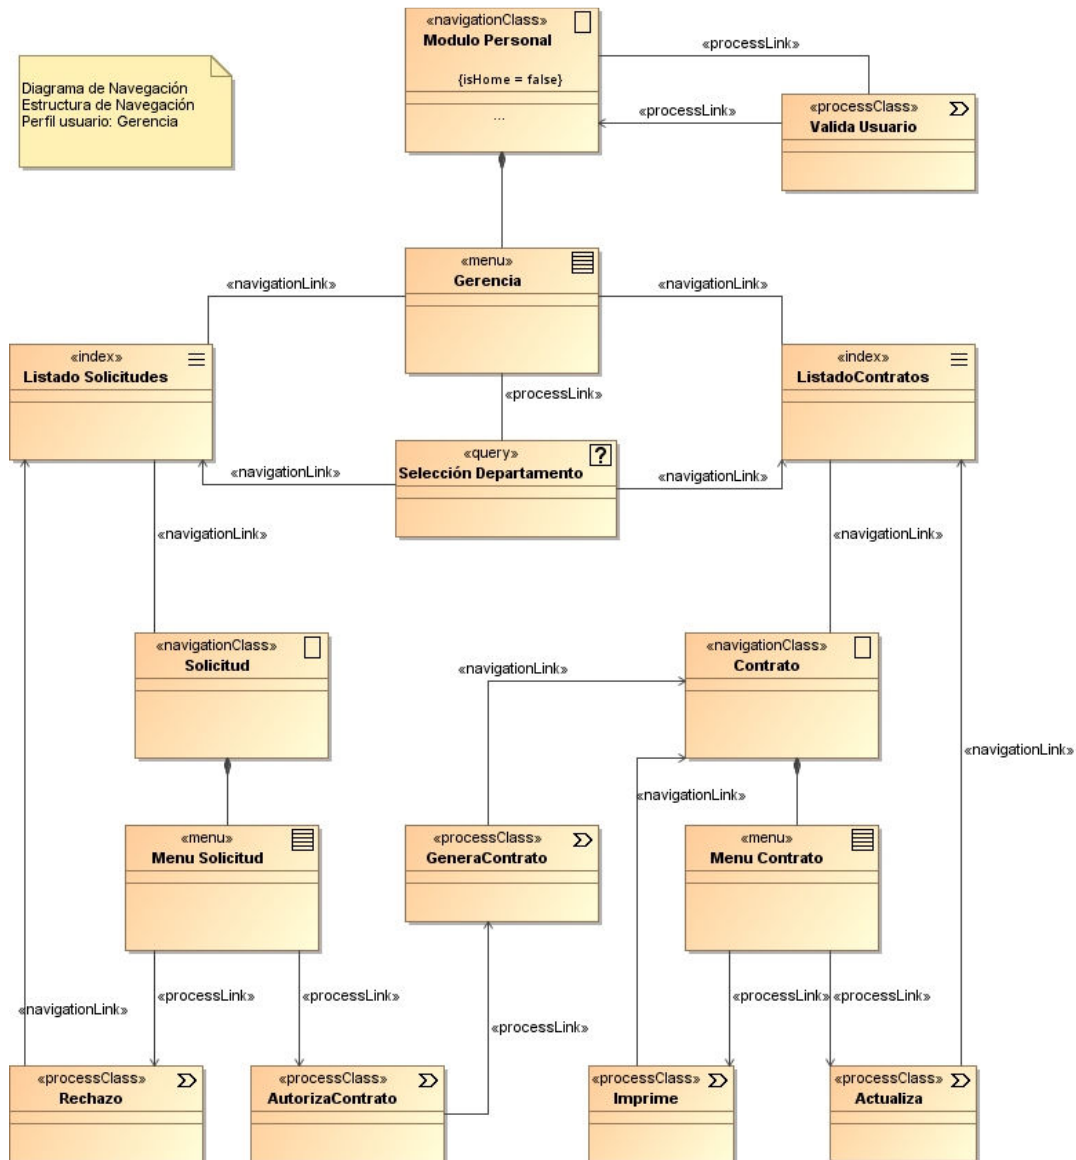 «navigationClass»
Modulo Personal
{isHome = false}
...
«processLink»
Diagrama de Navegación
Estructura de Navegación
Perfil usuario: Gerencia
«processLink»
«processClass»
Valida Usuario
«menu»
Gerencia
«navigationLink»
«navigationLink»
«index»
Listado Solicitudes
«index»
ListadoContratos
«processLink»
«query»
Selección Departamento
?
«navigationLink»
«navigationLink»
«navigationLink»
«navigationLink»
«navigationClass»
Solicitud
«navigationClass»
Contrato
«navigationLink»
«navigationLink»
«navigationLink»
«menu»
Menu Solicitud
«processClass»
GeneraContrato
«menu»
Menu Contrato
«navigationLink»
«processLink»
«processLink»
«processLink»
«processLink»
«processLink»
«processClass»
Rechazo
«processClass»
AutorizaContrato
«processClass»
Imprime
«processClass»
Actualiza